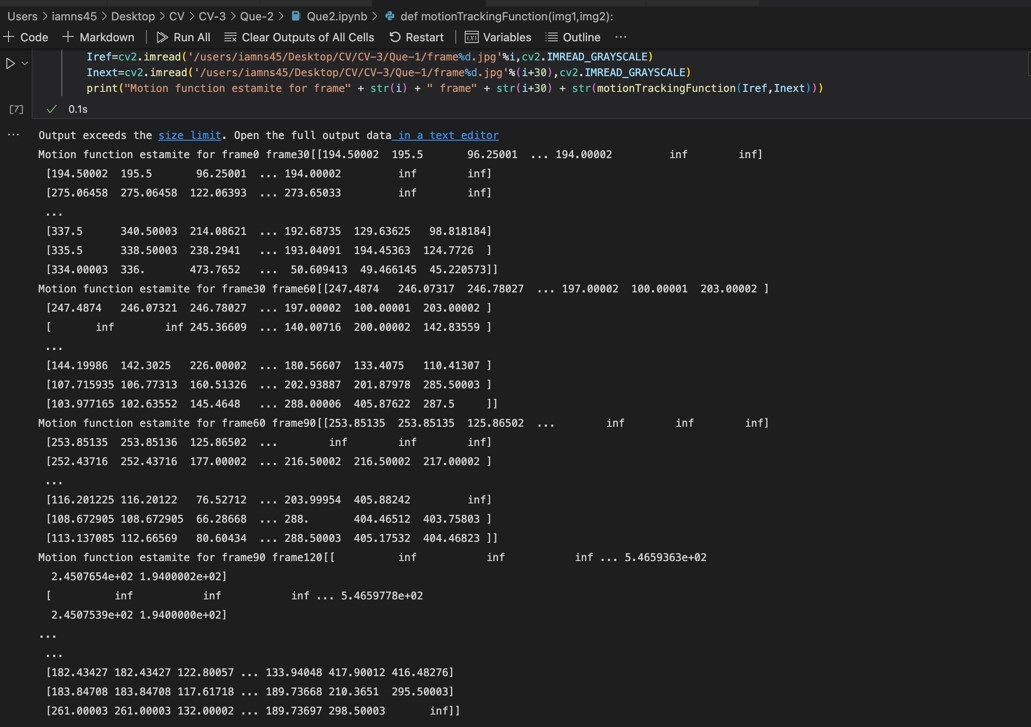 Users > iamns45 > Desktop > CV > CV-3 > Que-2 > Que2.ipynb > def motionTrackingFunction(img1,img2):
+ Code + Markdown | Run All Clear Outputs of All Cells Restart | Variables Outline ...
Iref=cv2.imread('/users/iamns45/Desktop/CV/CV-3/Que-1/frame%d.jpg'%i,cv2.IMREAD_GRAYSCALE)
Inext=cv2.imread('/users/iamns45/Desktop/CV/CV-3/Que-1/frame%d.jpg'%(i+30),cv2.IMREAD_GRAYSCALE)
print("Motion function estamite for frame" + str(i) + " frame" + str(i+30) + str(motionTrackingFunction(Iref,Inext)))
[7] ✓ 0.1s
... Output exceeds the size limit. Open the full output data in a text editor
Motion function estamite for frame0 frame30[[194.50002 195.5 96.25001 ... 194.00002 inf inf]
[194.50002 195.5 96.25001 ... 194.00002 inf inf]
[275.06458 275.06458 122.06393 ... 273.65033 inf inf]
...
[337.5 340.50003 214.08621 ... 192.68735 129.63625 98.818184]
[335.5 338.50003 238.2941 ... 193.04091 194.45363 124.7726 ]
[334.00003 336. 473.7652 ... 50.609413 49.466145 45.220573]]
Motion function estamite for frame30 frame60[[247.4874 246.07317 246.78027 ... 197.00002 100.00001 203.00002 ]
[247.4874 246.07321 246.78027 ... 197.00002 100.00001 203.00002 ]
[ inf inf 245.36609 ... 140.00716 200.00002 142.83559 ]
...
[144.19986 142.3025 226.00002 ... 180.56607 133.4075 110.41307 ]
[107.715935 106.77313 160.51326 ... 202.93887 201.87978 285.50003 ]
[103.977165 102.63552 145.4648 ... 288.00006 405.87622 287.5 ]]
Motion function estamite for frame60 frame90[[253.85135 253.85135 125.86502 ... inf inf inf]
[253.85135 253.85136 125.86502 ... inf inf inf]
[252.43716 252.43716 177.00002 ... 216.50002 216.50002 217.00002 ]
...
[116.201225 116.20122 76.52712 ... 203.99954 405.88242 inf]
[108.672905 108.672905 66.28668 ... 288. 404.46512 403.75803 ]
[113.137085 112.66569 80.60434 ... 288.50003 405.17532 404.46823 ]]
Motion function estamite for frame90 frame120[[ inf inf inf ... 5.4659363e+02
2.4507654e+02 1.9400002e+02]
[ inf inf inf ... 5.4659778e+02
2.4507539e+02 1.9400000e+02]
...
...
[182.43427 182.43427 122.80057 ... 133.94048 417.90012 416.48276]
[183.84708 183.84708 117.61718 ... 189.73668 210.3651 295.50003]
[261.00003 261.00003 132.00002 ... 189.73697 298.50003 inf]]